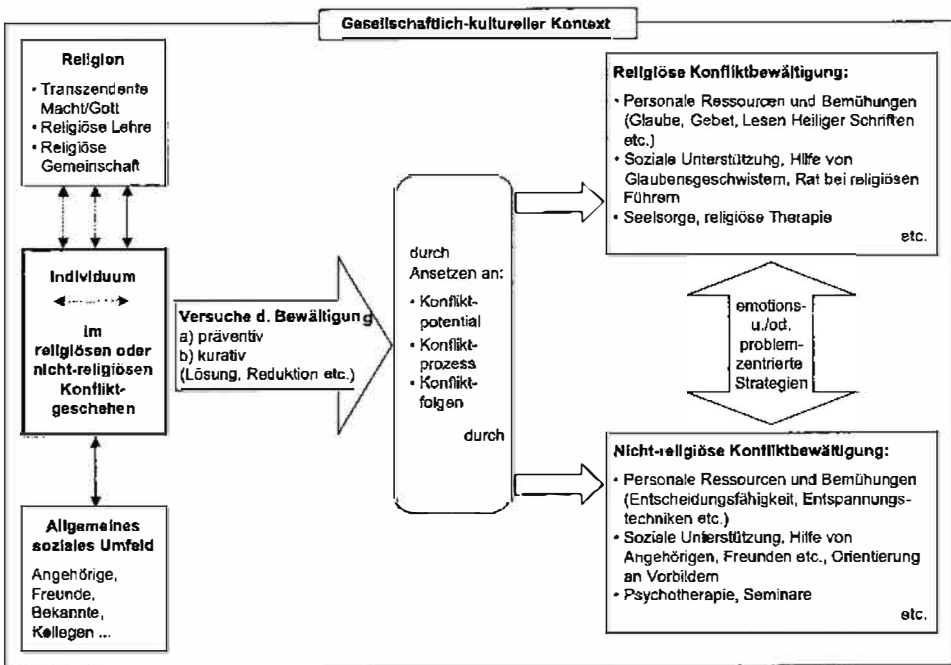 Gesellschaftlich-kultureller Kontext
Religion
• Transzendente
Macht/Gott
• Religiöse Lehre
• Religiöse
Gemeinschaft
Individuum
im
religiösen oder
nicht-religiösen
Konflikt-
geschehen
Allgemeines
soziales Umfeld
Angehörige,
Freunde,
Bekannte,
Kollegen ...
Versuche d. Bewältigung
a) präventiv
b) kurativ
(Lösung, Reduktion etc.)
durch
Ansetzen an:
• Konflikt-
potential
• Konflikt-
prozess
• Konflikt-
folgen
durch
Religiöse Konfliktbewältigung:
• Personale Ressourcen und Bemühungen
(Glaube, Gebet, Lesen Heiliger Schriften
etc.)
• Soziale Unterstützung, Hilfe von
Glaubensgeschwistern, Rat bei religiösen
Führern
• Seelsorge, religiöse Therapie
etc.
emotions-
u./od.
problem-
zentrierte
Strategien
Nicht-religiöse Konfliktbewältigung:
• Personale Ressourcen und Bemühungen
(Entscheidungsfähigkeit, Entspannungs-
techniken etc.)
• Soziale Unterstützung, Hilfe von
Angehörigen, Freunden etc., Orientierung
an Vorbildern
• Psychotherapie, Seminare
etc.